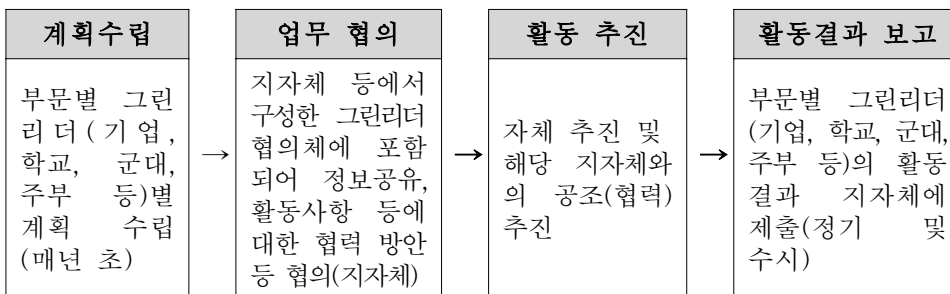 계획수립
부문별 그린
리더(기업,
학교, 군대,
주부 등)별
계획 수립
(매년 초)
→
업무 협의
지자체 등에서
구성한 그린리더
협의체에 포함
되어 정보공유,
활동사항 등에
대한 협력 방안
등 협의(지자체)
→
활동 추진
자체 추진 및
해당 지자체와
의 공조(협력)
추진
→
활동결과 보고
부문별 그린리더
(기업, 학교, 군대,
주부 등)의 활동
결과 지자체에
제출(정기 및
수시)